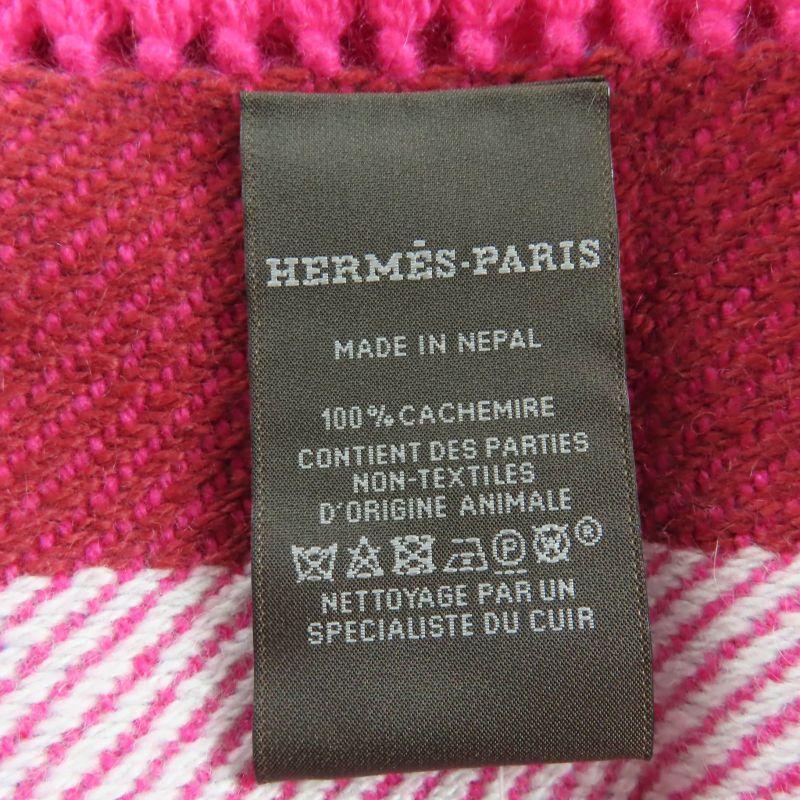 HERMÈS-PARIS
MADE IN NEPAL
100% CACHEMIRE
CONTIENT DES PARTIES
NON-TEXTILES
D'ORIGINE ANIMALE
P ®
NETTOYAGE PAR UN
SPECIALISTE DU CUIR